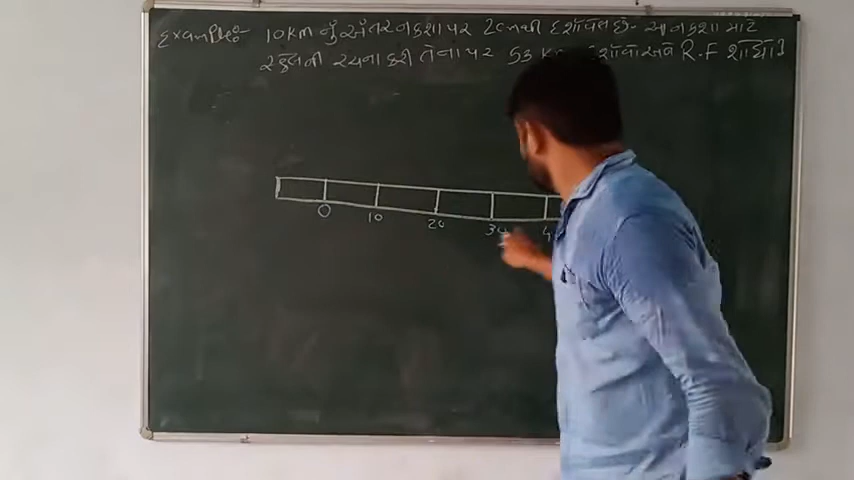 Example:- 10Km નું અંતર નકશા પર 2cm થી દર્શાવેલ છે. આ નકશા માટે
સ્કેલની રચના કરી તેના પર 53 દર્શાવો અને R.F શોધો.
0 10 20 30 4